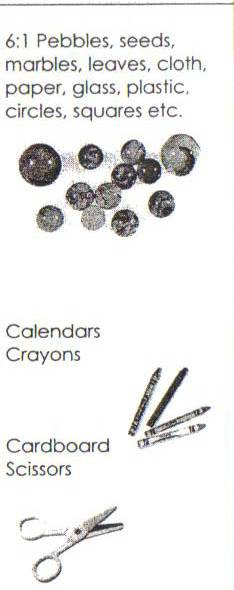 6:1 Pebbles, seeds,
marbles, leaves, cloth,
paper, glass, plastic,
circles, squares etc.
Calendars
Crayons
Cardboard
Scissors